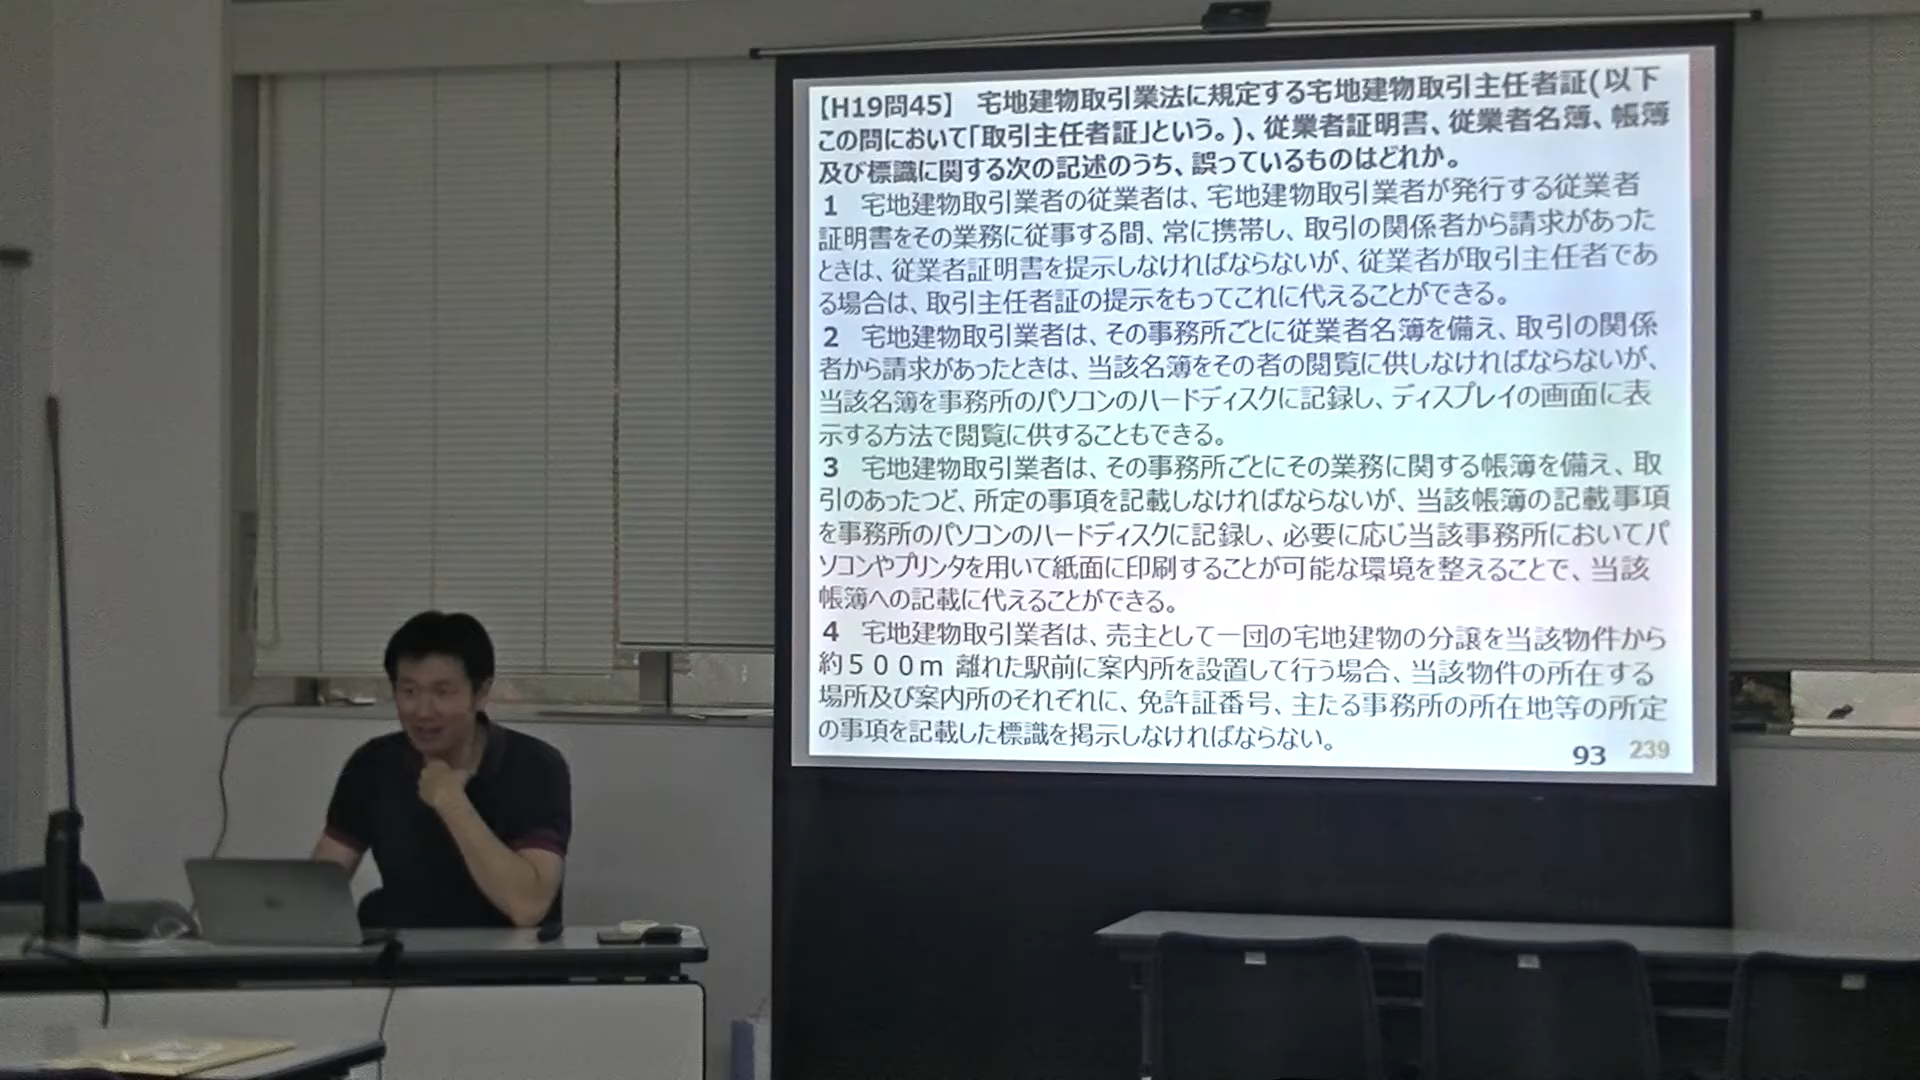 【H19問45】 宅地建物取引業法に規定する宅地建物取引主任者証(以下
この問において「取引主任者証」という。)、従業者証明書、従業者名簿、帳簿
及び標識に関する次の記述のうち、誤っているものはどれか。
1 宅地建物取引業者の従業者は、宅地建物取引業者が発行する従業者
証明書をその業務に従事する間、常に携帯し、取引の関係者から請求があった
ときは、従業者証明書を提示しなければならないが、従業者が取引主任者であ
る場合は、取引主任者証の提示をもってこれに代えることができる。
2 宅地建物取引業者は、その事務所ごとに従業者名簿を備え、取引の関係
者から請求があったときは、当該名簿をその者の閲覧に供しなければならないが、
当該名簿を事務所のパソコンのハードディスクに記録し、ディスプレイの画面に表
示する方法で閲覧に供することもできる。
3 宅地建物取引業者は、その事務所ごとにその業務に関する帳簿を備え、取
引のあったつど、所定の事項を記載しなければならないが、当該帳簿の記載事項
を事務所のパソコンのハードディスクに記録し、必要に応じ当該事務所においてパ
ソコンやプリンタを用いて紙面に印刷することが可能な環境を整えることで、当該
帳簿への記載に代えることができる。
4 宅地建物取引業者は、売主として一団の宅地建物の分譲を当該物件から
約５００ｍ 離れた駅前に案内所を設置して行う場合、当該物件の所在する
場所及び案内所のそれぞれに、免許証番号、主たる事務所の所在地等の所定
の事項を記載した標識を掲示しなければならない。
93 239